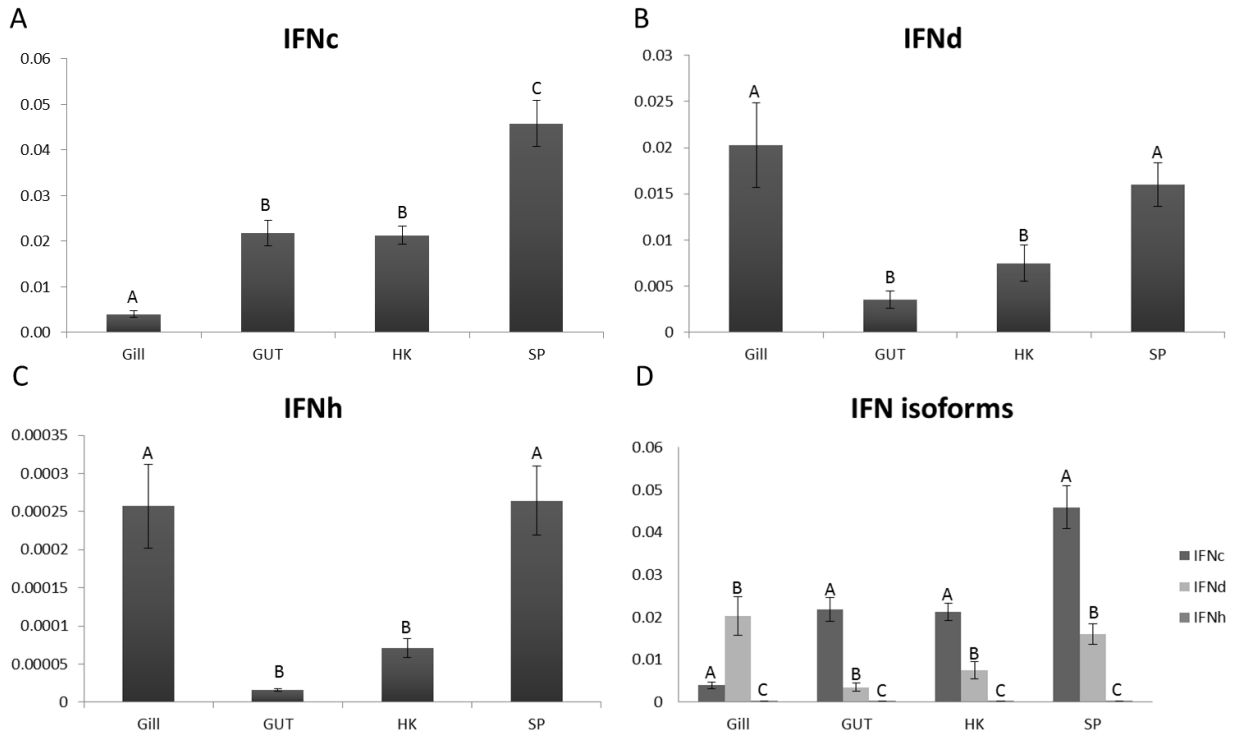 A
IFNc
0.06
0.05
0.04
0.03
0.02
0.01
0.00
A
B
B
C
Gill
GUT
HK
SP
B
IFNd
0.03
0.025
0.02
0.015
0.01
0.005
0
A
B
B
A
Gill
GUT
HK
SP
C
IFNh
0.00035
0.0003
0.00025
0.0002
0.00015
0.0001
0.00005
0
A
B
B
A
Gill
GUT
HK
SP
D
IFN isoforms
0.06
0.05
0.04
0.03
0.02
0.01
0
A
B
C
A
B
C
A
B
C
A
B
C
Gill
GUT
HK
SP
IFNc
IFNd
IFNh